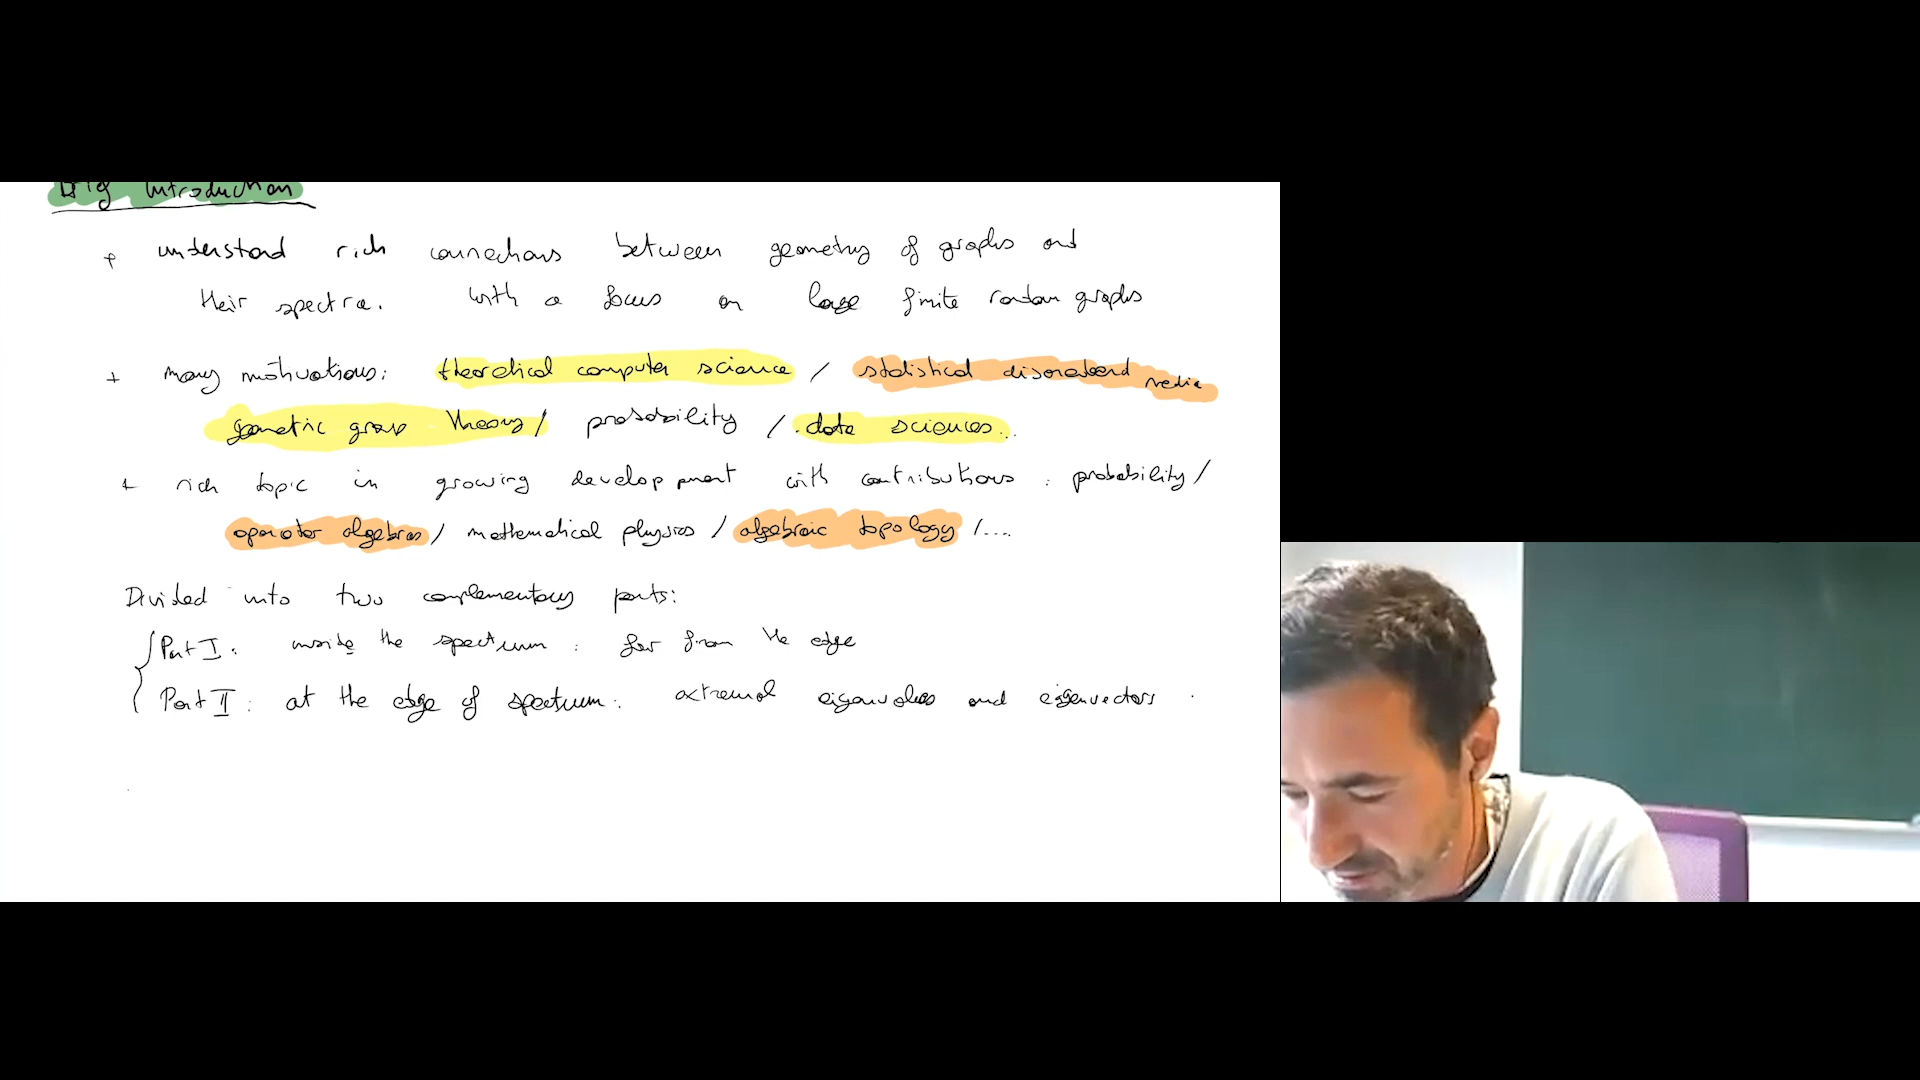 Big Introduction
+ understand rich connections between geometry of graphs and
their spectra. With a focus on large finite random graphs
+ many motivations: theoretical computer science / statistical disordered media
geometric group theory / probability / data sciences...
+ rich topic in growing development with contributions: probability /
operator algebras / mathematical physics / algebraic topology / ....
Divided into two complementary parts:
Part I: inside the spectrum: far from the edge
Part II: at the edge of spectrum: extremal eigenvalues and eigenvectors.